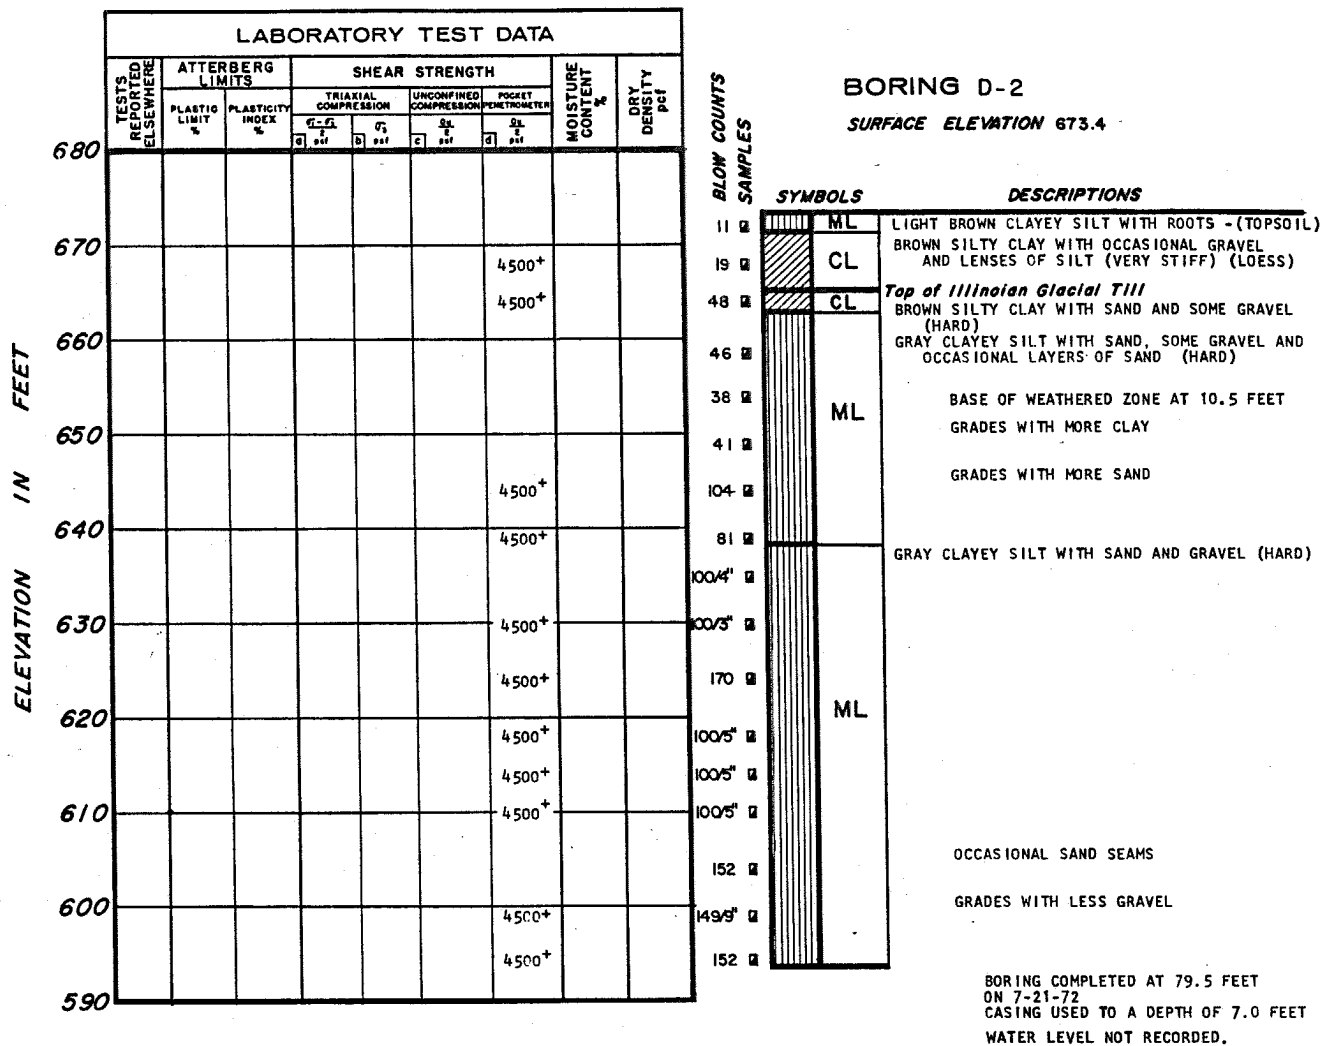 LABORATORY TEST DATA
TESTS REPORTED ELSEWHERE
ATTERBERG LIMITS
SHEAR STRENGTH
MOISTURE CONTENT %
DRY DENSITY pcf
PLASTIC LIMIT %
PLASTICITY INDEX %
TRIAXIAL COMPRESSION
UNCONFINED COMPRESSION
POCKET PENETROMETER
a psf
b psf
c psf
d psf
BLOW COUNTS
SAMPLES
BORING D-2
SURFACE ELEVATION 673.4
SYMBOLS
DESCRIPTIONS
ELEVATION IN FEET
680
670
660
650
640
630
620
610
600
590
4500+
4500+
4500+
4500+
4500+
4500+
4500+
4500+
4500+
4500+
4500+
11
19
48
46
38
41
104
81
100/4"
100/3"
170
100/5"
100/5"
100/5"
152
149/9"
152
ML
CL
CL
ML
ML
LIGHT BROWN CLAYEY SILT WITH ROOTS -(TOPSOIL)
BROWN SILTY CLAY WITH OCCASIONAL GRAVEL
AND LENSES OF SILT (VERY STIFF) (LOESS)
Top of Illinoian Glacial Till
BROWN SILTY CLAY WITH SAND AND SOME GRAVEL
(HARD)
GRAY CLAYEY SILT WITH SAND, SOME GRAVEL AND
OCCASIONAL LAYERS OF SAND (HARD)
BASE OF WEATHERED ZONE AT 10.5 FEET
GRADES WITH MORE CLAY
GRADES WITH MORE SAND
GRAY CLAYEY SILT WITH SAND AND GRAVEL (HARD)
OCCASIONAL SAND SEAMS
GRADES WITH LESS GRAVEL
BORING COMPLETED AT 79.5 FEET
ON 7-21-72
CASING USED TO A DEPTH OF 7.0 FEET
WATER LEVEL NOT RECORDED.